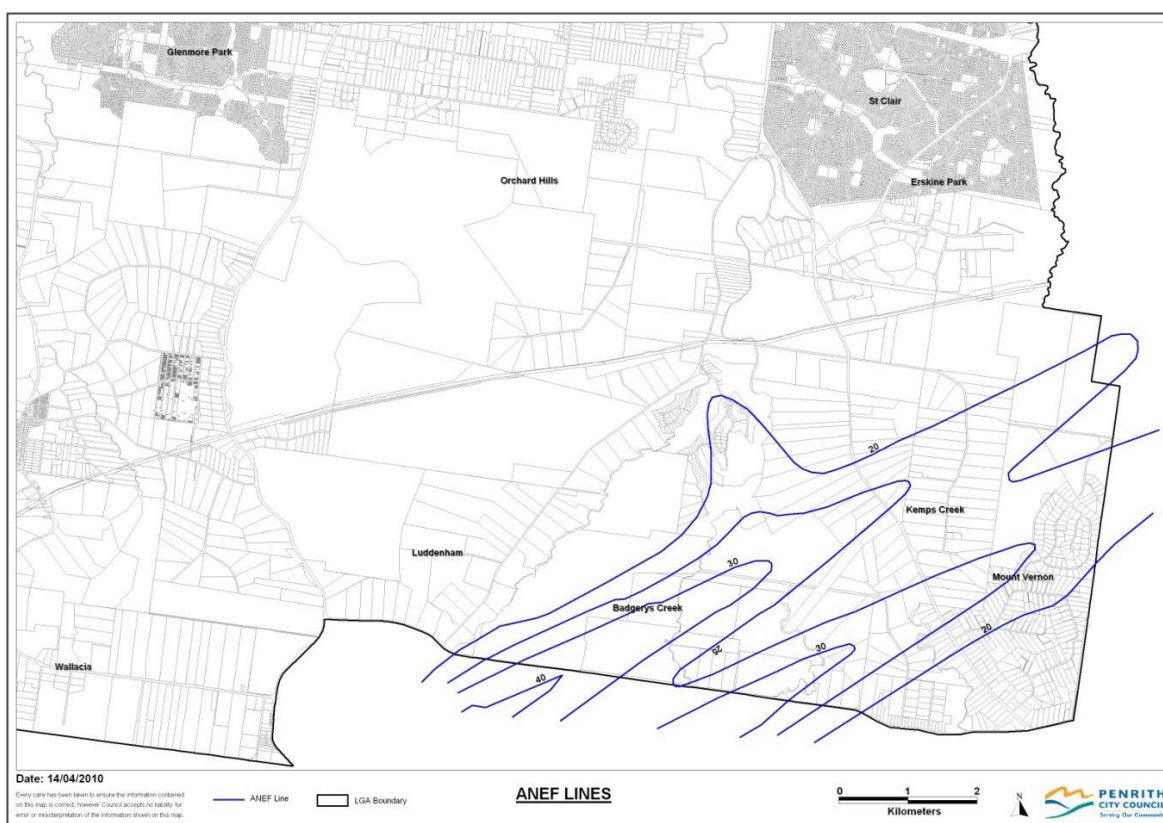 Glenmore Park
St Clair
Orchard Hills
Erskine Park
20
Kemps Creek
Luddenham
30
Mount Vernon
Badgerys Creek
20
25
30
Wallacia
40
Date: 14/04/2010
Every care has been taken to ensure the information contained
on this map is correct, however Council accepts no liability for
error or misinterpretation of the information shown on this map.
ANEF Line
LGA Boundary
ANEF LINES
0 1 2
Kilometers
N
PENRITH
CITY COUNCIL
Serving Our Communi